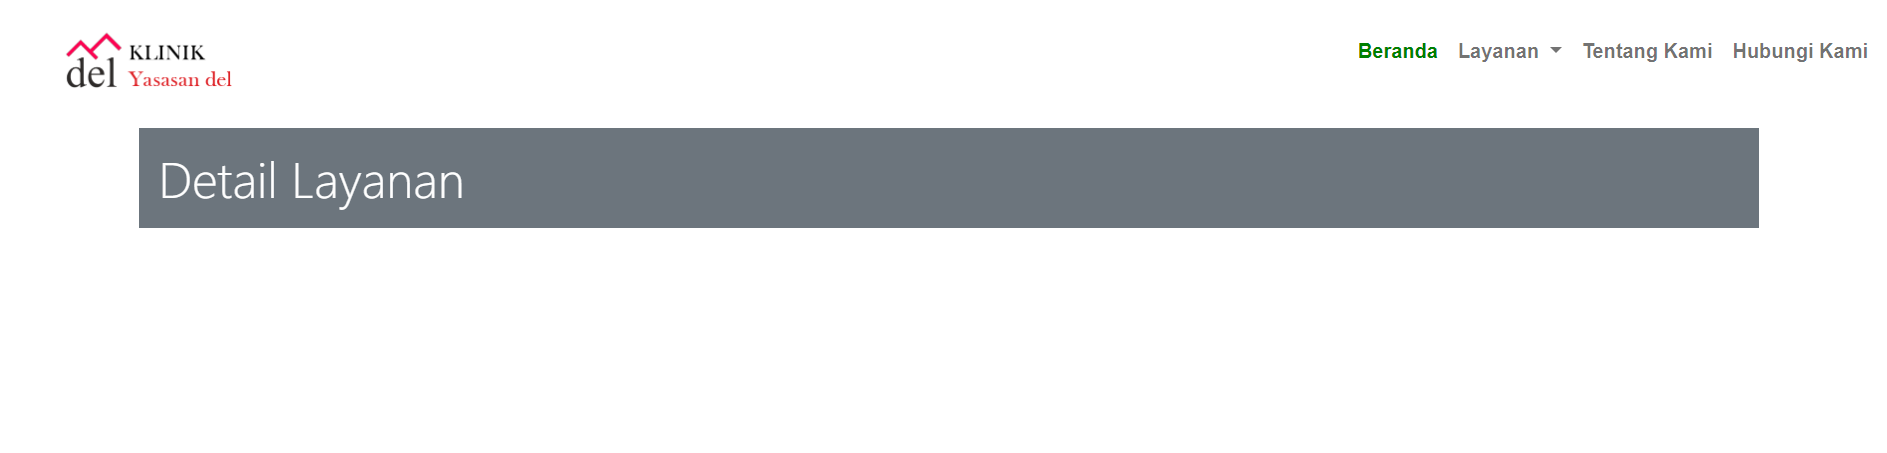 del KLINIK
Yasasan del
Beranda Layanan Tentang Kami Hubungi Kami
Detail Layanan